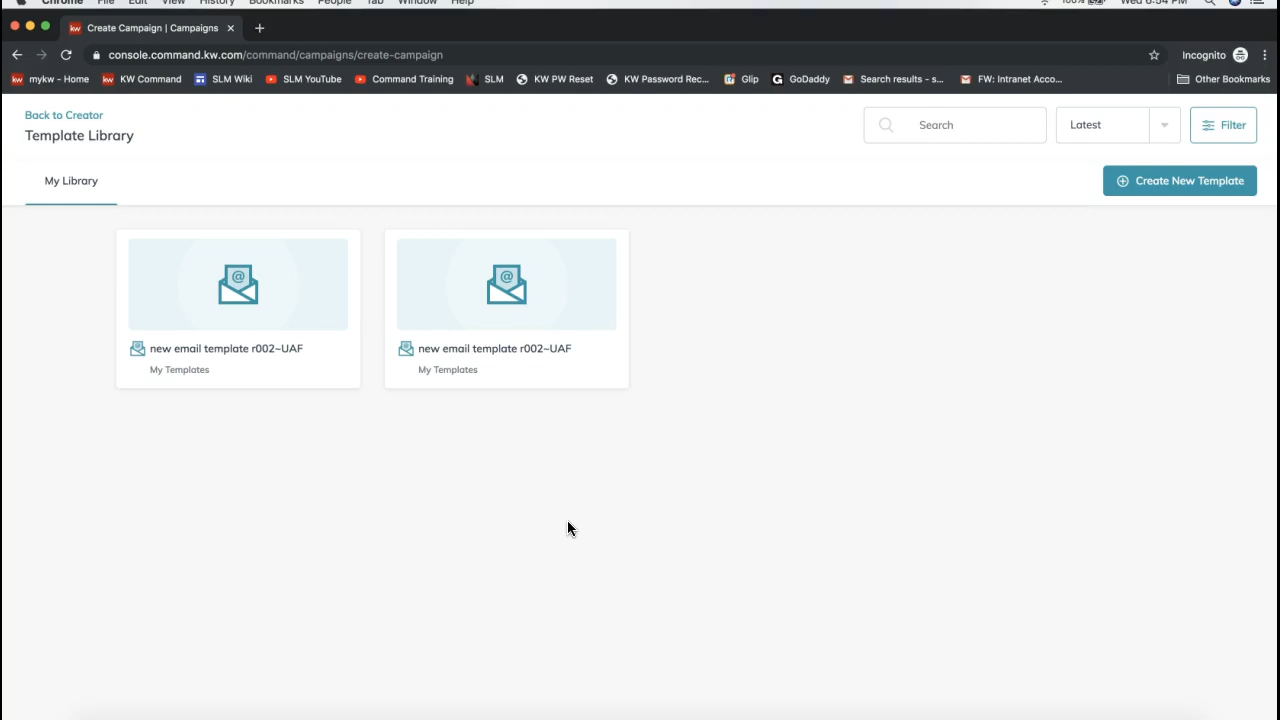 Chrome File Edit View History Bookmarks People Tab Window Help 100% Wed 6:54 PM
kw Create Campaign | Campaigns
console.command.kw.com/command/campaigns/create-campaign Incognito
kw mykw - Home kw KW Command SLM Wiki SLM YouTube Command Training SLM KW PW Reset KW Password Rec... Glip G GoDaddy Search results - s... FW: Intranet Acco... Other Bookmarks
Back to Creator
Template Library
Search
Latest
Filter
My Library
Create New Template
@ @
new email template r002~UAF new email template r002~UAF
My Templates My Templates